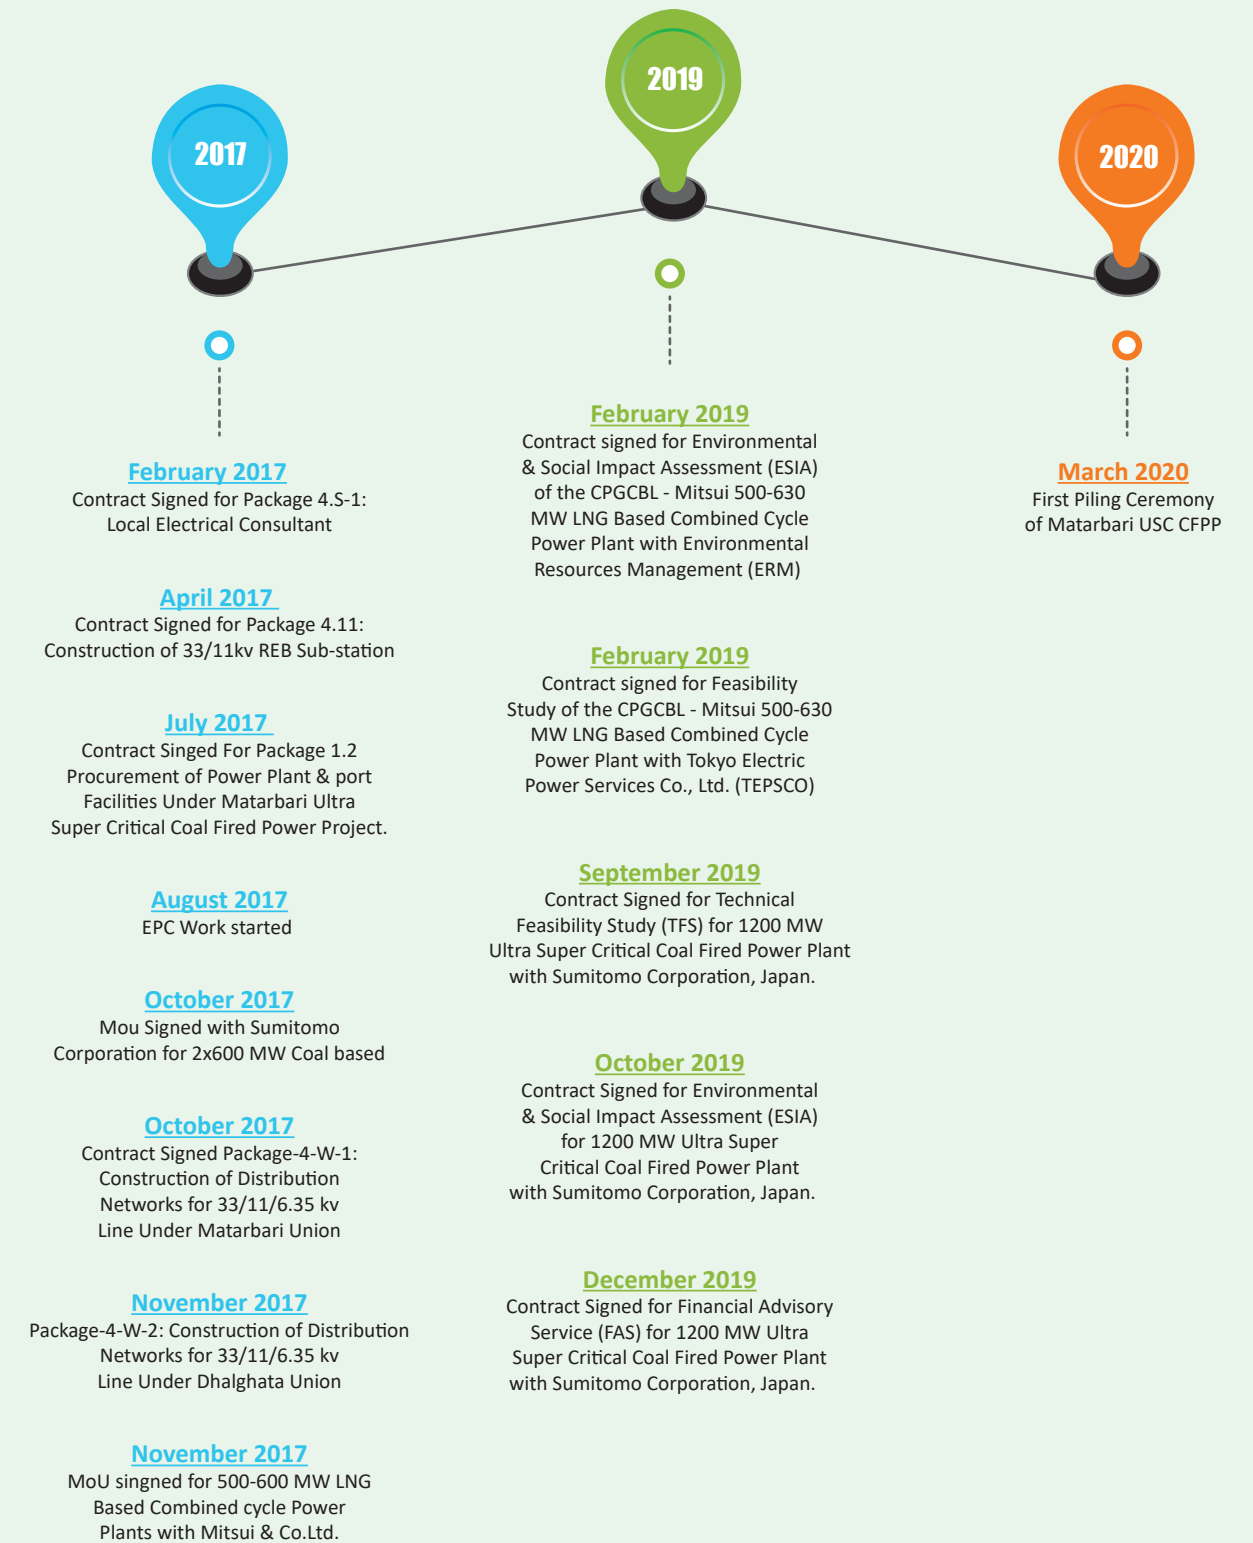 2017
February 2017
Contract Signed for Package 4.S-1:
Local Electrical Consultant
April 2017
Contract Signed for Package 4.11:
Construction of 33/11kv REB Sub-station
July 2017
Contract Singed For Package 1.2
Procurement of Power Plant & port
Facilities Under Matarbari Ultra
Super Critical Coal Fired Power Project.
August 2017
EPC Work started
October 2017
Mou Signed with Sumitomo
Corporation for 2x600 MW Coal based
October 2017
Contract Signed Package-4-W-1:
Construction of Distribution
Networks for 33/11/6.35 kv
Line Under Matarbari Union
November 2017
Package-4-W-2: Construction of Distribution
Networks for 33/11/6.35 kv
Line Under Dhalghata Union
November 2017
MoU singned for 500-600 MW LNG
Based Combined cycle Power
Plants with Mitsui & Co.Ltd.
2019
February 2019
Contract signed for Environmental
& Social Impact Assessment (ESIA)
of the CPGCBL - Mitsui 500-630
MW LNG Based Combined Cycle
Power Plant with Environmental
Resources Management (ERM)
February 2019
Contract signed for Feasibility
Study of the CPGCBL - Mitsui 500-630
MW LNG Based Combined Cycle
Power Plant with Tokyo Electric
Power Services Co., Ltd. (TEPSCO)
September 2019
Contract Signed for Technical
Feasibility Study (TFS) for 1200 MW
Ultra Super Critical Coal Fired Power Plant
with Sumitomo Corporation, Japan.
October 2019
Contract Signed for Environmental
& Social Impact Assessment (ESIA)
for 1200 MW Ultra Super
Critical Coal Fired Power Plant
with Sumitomo Corporation, Japan.
December 2019
Contract Signed for Financial Advisory
Service (FAS) for 1200 MW Ultra
Super Critical Coal Fired Power Plant
with Sumitomo Corporation, Japan.
2020
March 2020
First Piling Ceremony
of Matarbari USC CFPP